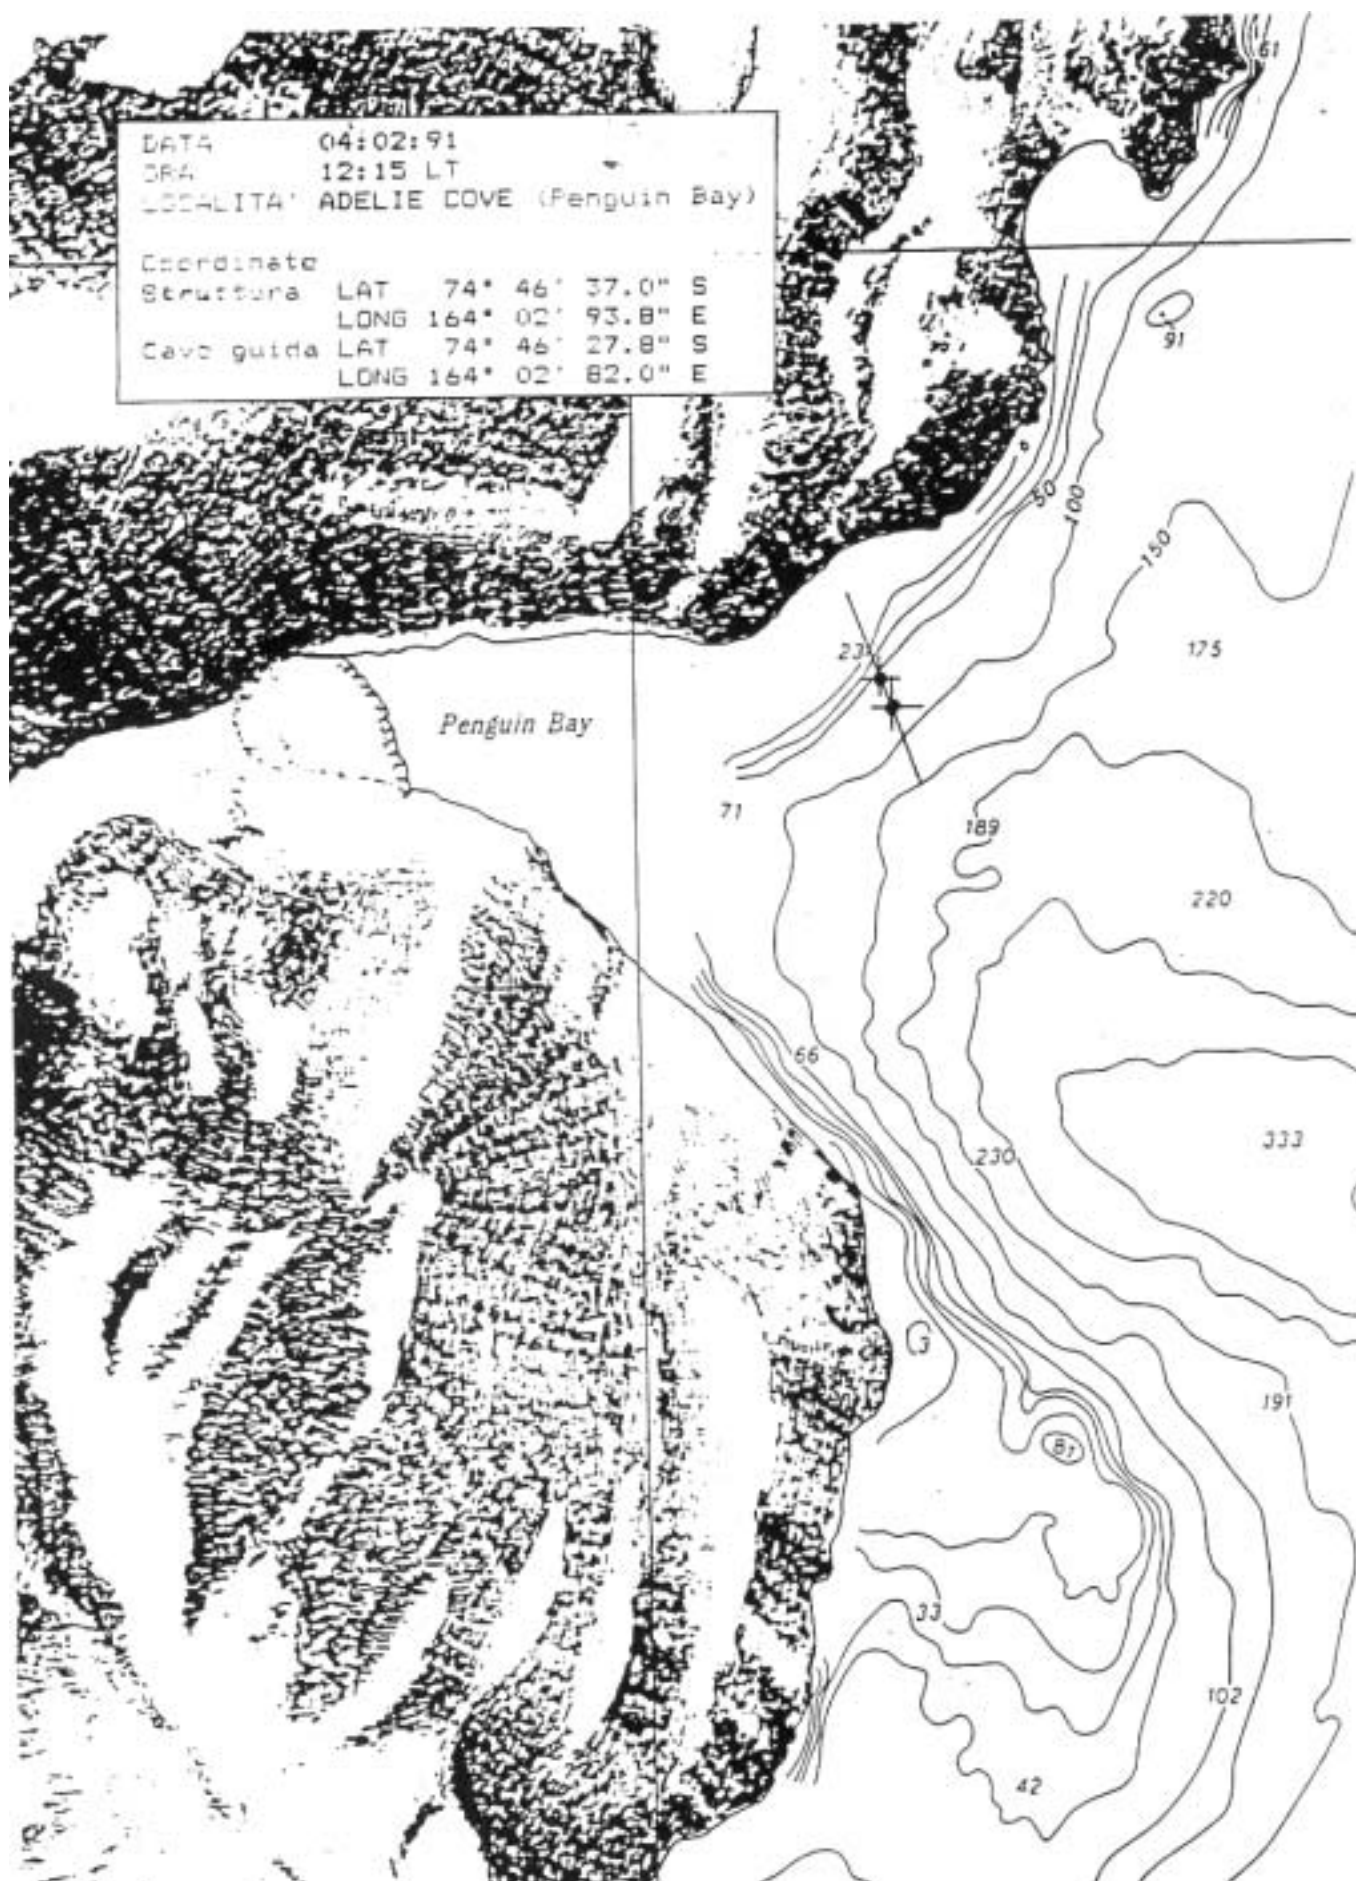 DATA 04:02:91
ORA 12:15 LT
LOCALITA' ADELIE COVE (Penguin Bay)
Coordinate
Struttura LAT 74° 46' 37.0" S
LONG 164° 02' 93.8" E
Cavo guida LAT 74° 46' 27.8" S
LONG 164° 02' 82.0" E
61
91
50
100
150
23
175
Penguin Bay
71
189
220
66
333
230
191
33
102
42